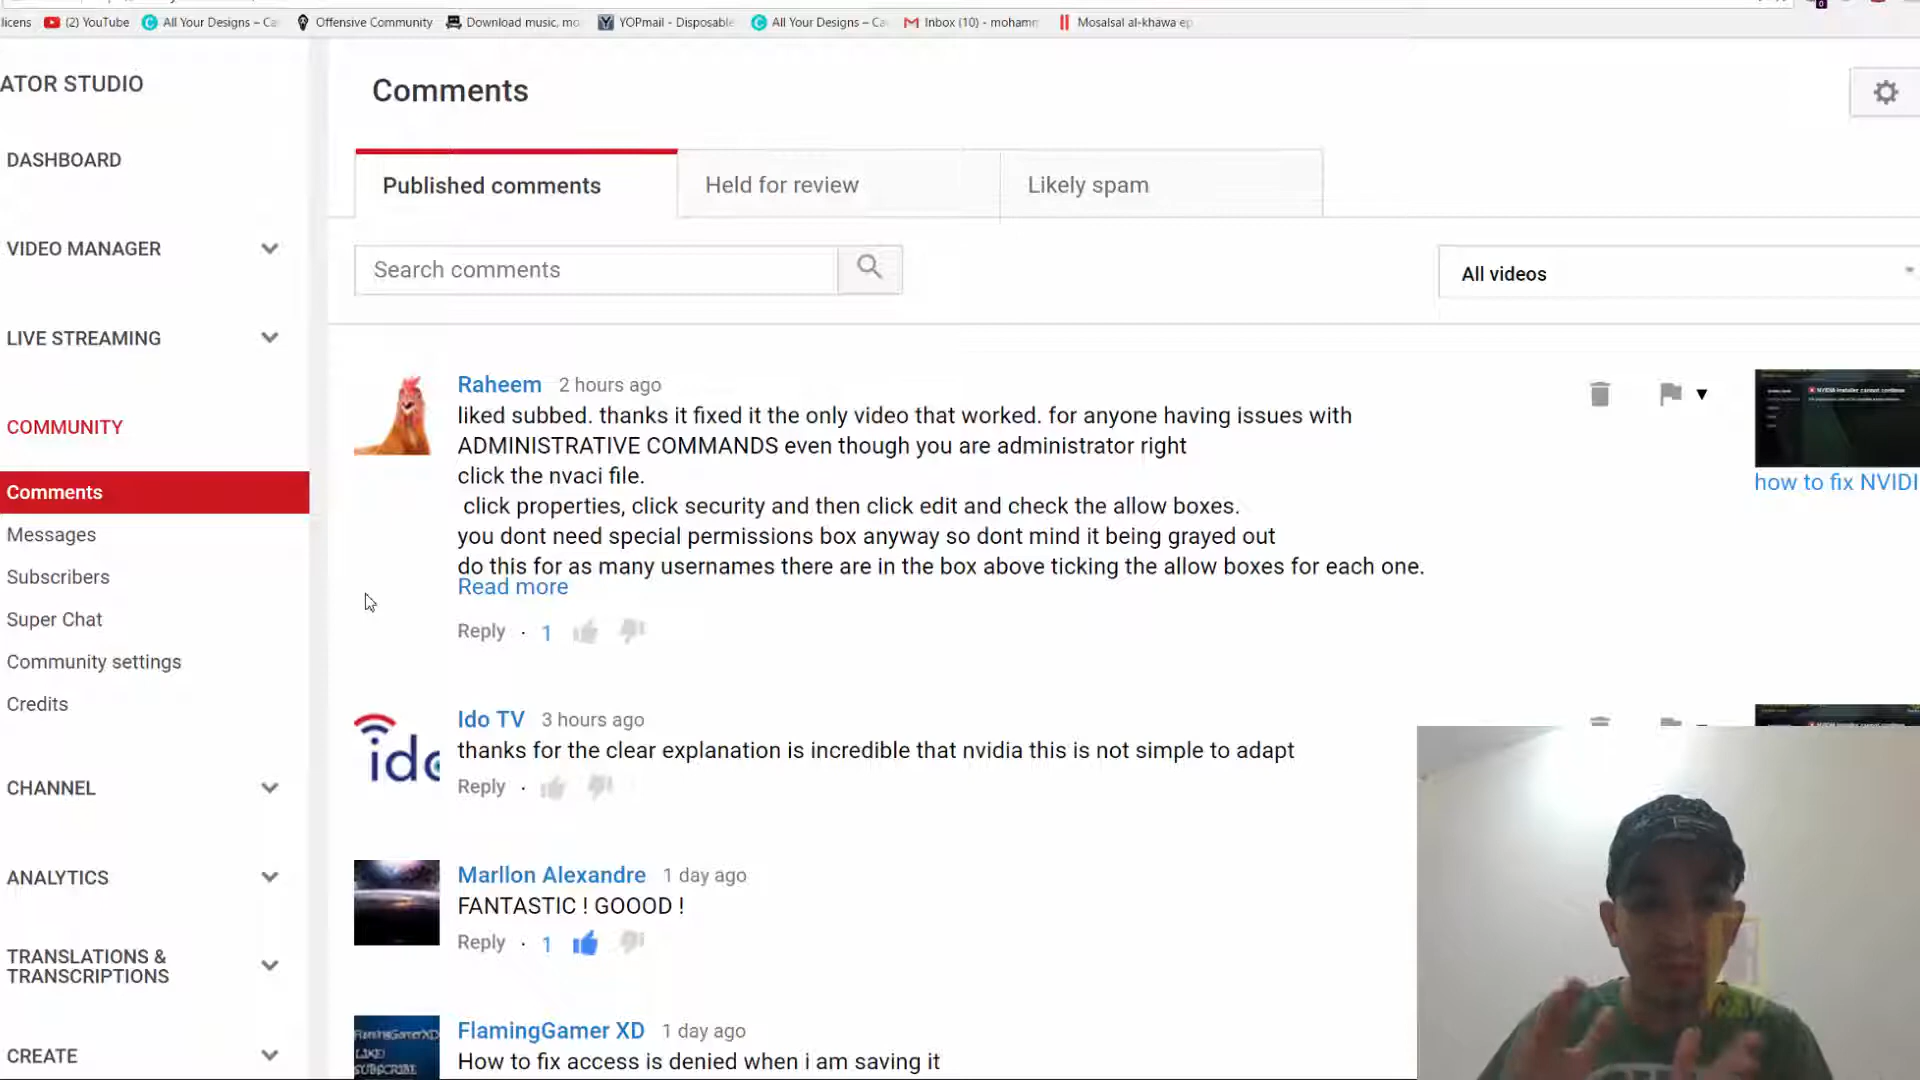 licens (2) YouTube All Your Designs – Ca Offensive Community Download music, mo YOPmail - Disposable All Your Designs – Ca Inbox (10) - mohamm Mosalsal al-khawa ep
ATOR STUDIO
DASHBOARD
VIDEO MANAGER
LIVE STREAMING
COMMUNITY
Comments
Messages
Subscribers
Super Chat
Community settings
Credits
CHANNEL
ANALYTICS
TRANSLATIONS &
TRANSCRIPTIONS
CREATE
Comments
Published comments Held for review Likely spam
Search comments
All videos
Raheem 2 hours ago
liked subbed. thanks it fixed it the only video that worked. for anyone having issues with
ADMINISTRATIVE COMMANDS even though you are administrator right
click the nvaci file.
click properties, click security and then click edit and check the allow boxes.
you dont need special permissions box anyway so dont mind it being grayed out
do this for as many usernames there are in the box above ticking the allow boxes for each one.
Read more
Reply · 1
how to fix NVIDI
ido
Ido TV 3 hours ago
thanks for the clear explanation is incredible that nvidia this is not simple to adapt
Reply ·
Marllon Alexandre 1 day ago
FANTASTIC ! GOOOD !
Reply · 1
FlamingGamerXD
LIKE!
SUBSCRIBE
FlamingGamer XD 1 day ago
How to fix access is denied when i am saving it